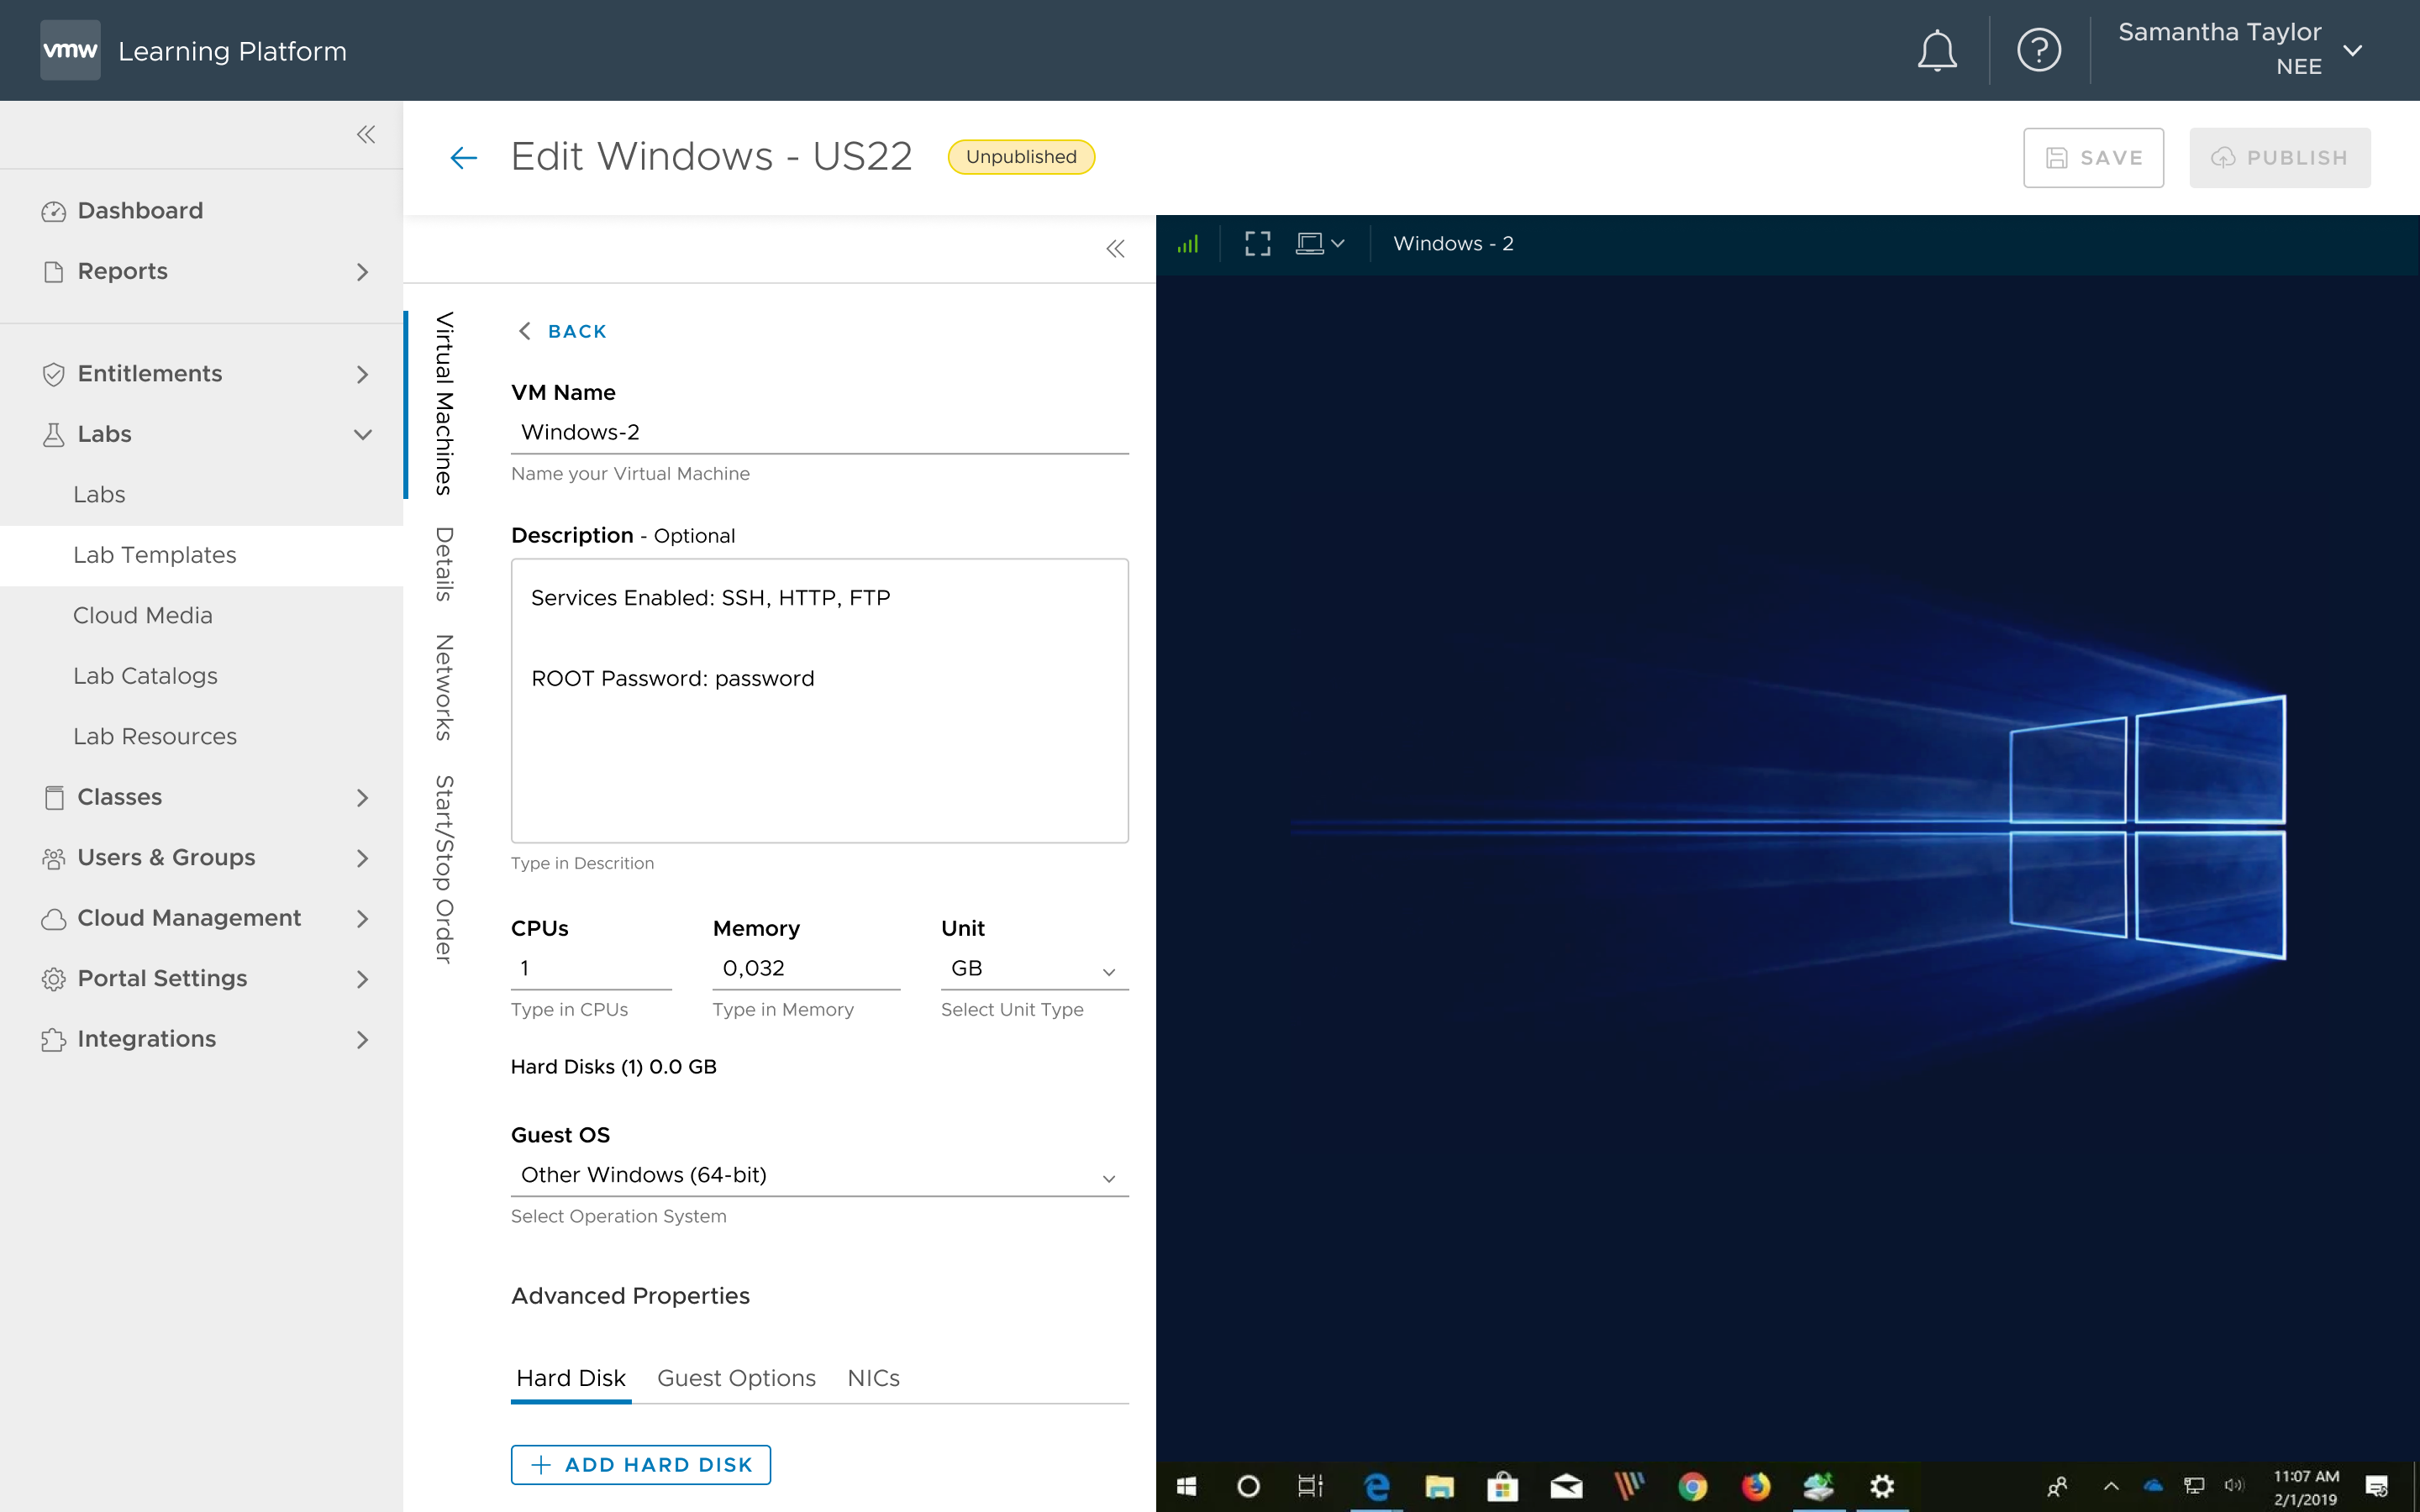 vmw Learning Platform
Samantha Taylor
NEE
Dashboard
Reports
Entitlements
Labs
Labs
Lab Templates
Cloud Media
Lab Catalogs
Lab Resources
Classes
Users & Groups
Cloud Management
Portal Settings
Integrations
Edit Windows - US22
Unpublished
SAVE
PUBLISH
Virtual Machines
Details
Networks
Start/Stop Order
BACK
VM Name
Windows-2
Name your Virtual Machine
Description - Optional
Services Enabled: SSH, HTTP, FTP
ROOT Password: password
Type in Descrition
CPUs Memory Unit
1 0,032 GB
Type in CPUs Type in Memory Select Unit Type
Hard Disks (1) 0.0 GB
Guest OS
Other Windows (64-bit)
Select Operation System
Advanced Properties
Hard Disk Guest Options NICs
ADD HARD DISK
Windows - 2
11:07 AM
2/1/2019